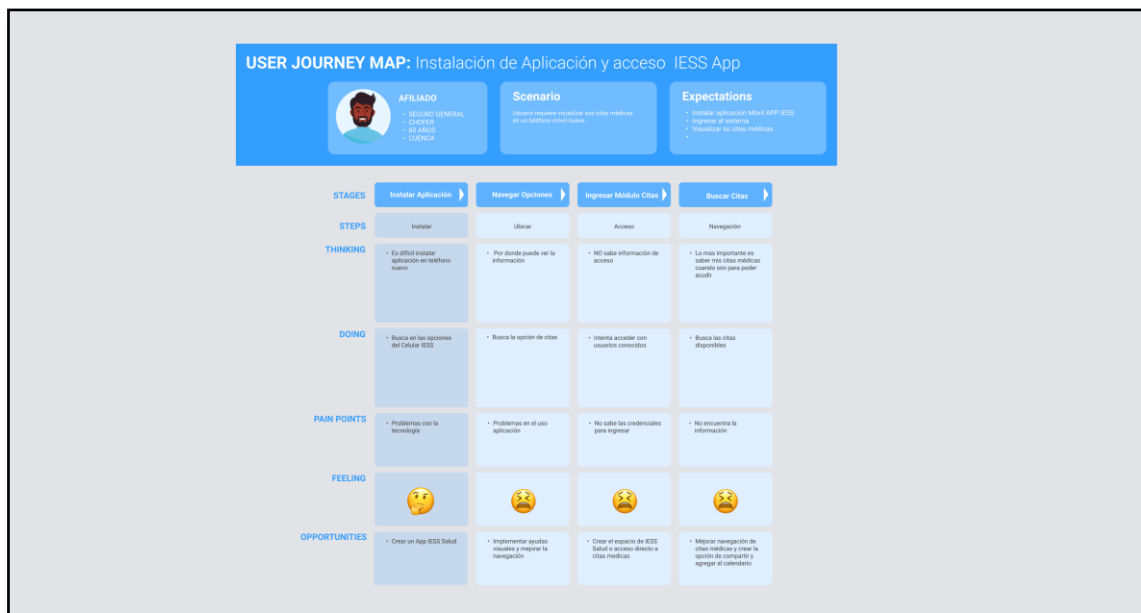 USER JOURNEY MAP: Instalación de Aplicación y acceso IESS App
AFILIADO
• SEGURO GENERAL
• CHOFER
• 60 AÑOS
• CUENCA
Scenario
Usuario requiere visualizar sus citas médicas
en un teléfono móvil nuevo.
Expectations
• Instalar aplicación Móvil APP IESS
• Ingresar al sistema
• Visualizar su citas médicas
•
STAGES
Instalar Aplicación
Navegar Opciones
Ingresar Módulo Citas
Buscar Citas
STEPS
Instalar
Ubicar
Acceso
Navegación
THINKING
• Es difícil instalar
aplicación en teléfono
nuevo
• Por donde puede ver la
información
• NO sabe información de
acceso
• Lo mas importante es
saber mis citas médicas
cuando son para poder
acudir
DOING
• Busca en las opciones
del Celular IESS
• Busca la opción de citas
• Intenta acceder con
usuarios conocidos
• Busca las citas
disponibles
PAIN POINTS
• Problemas con la
tecnología
• Problemas en el uso
aplicación
• No sabe las credenciales
para ingresar
• No encuentra la
información
FEELING
OPPORTUNITIES
• Crear un App IESS Salud
• Implementar ayudas
visuales y mejorar la
navegación
• Crear el espacio de IESS
Salud o acceso directo a
citas medicas
• Mejorar navegación de
citas médicas y crear la
opción de compartir y
agregar al calendario